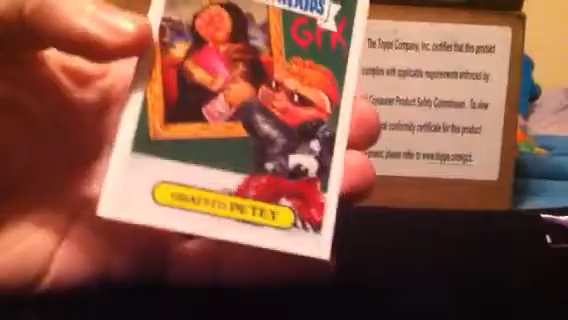 GPK
GRAFFITI PETEY
The Topps Company, Inc. certifies that this product
complies with applicable requirements enforced by
Consumer Product Safety Commission. To view
conformity certificate for this product
please refer to www.topps.com/gcc.